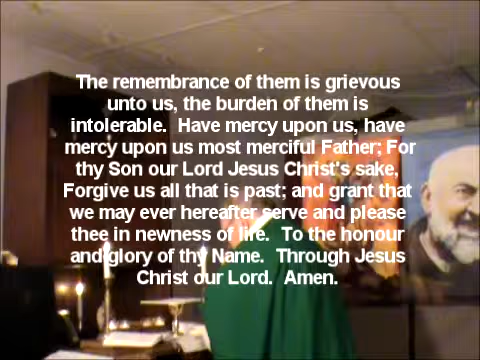 The remembrance of them is grievous
unto us, the burden of them is
intolerable.  Have mercy upon us, have
mercy upon us most merciful Father; For
thy Son our Lord Jesus Christ's sake,
Forgive us all that is past; and grant that
we may ever hereafter serve and please
thee in newness of life.  To the honour
and glory of thy Name.  Through Jesus
Christ our Lord.  Amen.